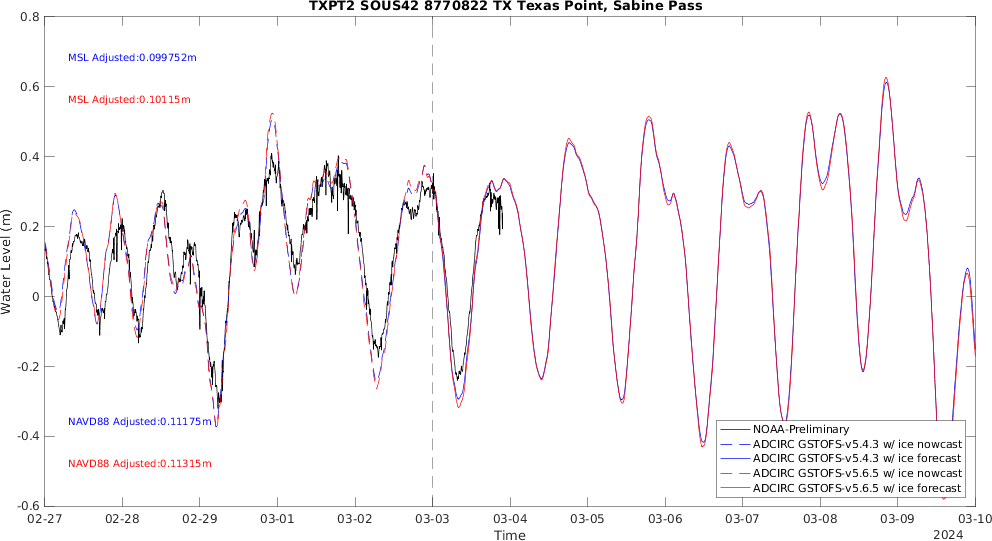 TXPT2 SOUS42 8770822 TX Texas Point, Sabine Pass
Water Level (m)
0.8
0.6
0.4
0.2
0
-0.2
-0.4
-0.6
MSL Adjusted:0.099752m
MSL Adjusted:0.10115m
NAVD88 Adjusted:0.11175m
NAVD88 Adjusted:0.11315m
NOAA-Preliminary
ADCIRC GSTOFS-v5.4.3 w/ ice nowcast
ADCIRC GSTOFS-v5.4.3 w/ ice forecast
ADCIRC GSTOFS-v5.6.5 w/ ice nowcast
ADCIRC GSTOFS-v5.6.5 w/ ice forecast
02-27 02-28 02-29 03-01 03-02 03-03 03-04 03-05 03-06 03-07 03-08 03-09 03-10
Time
2024